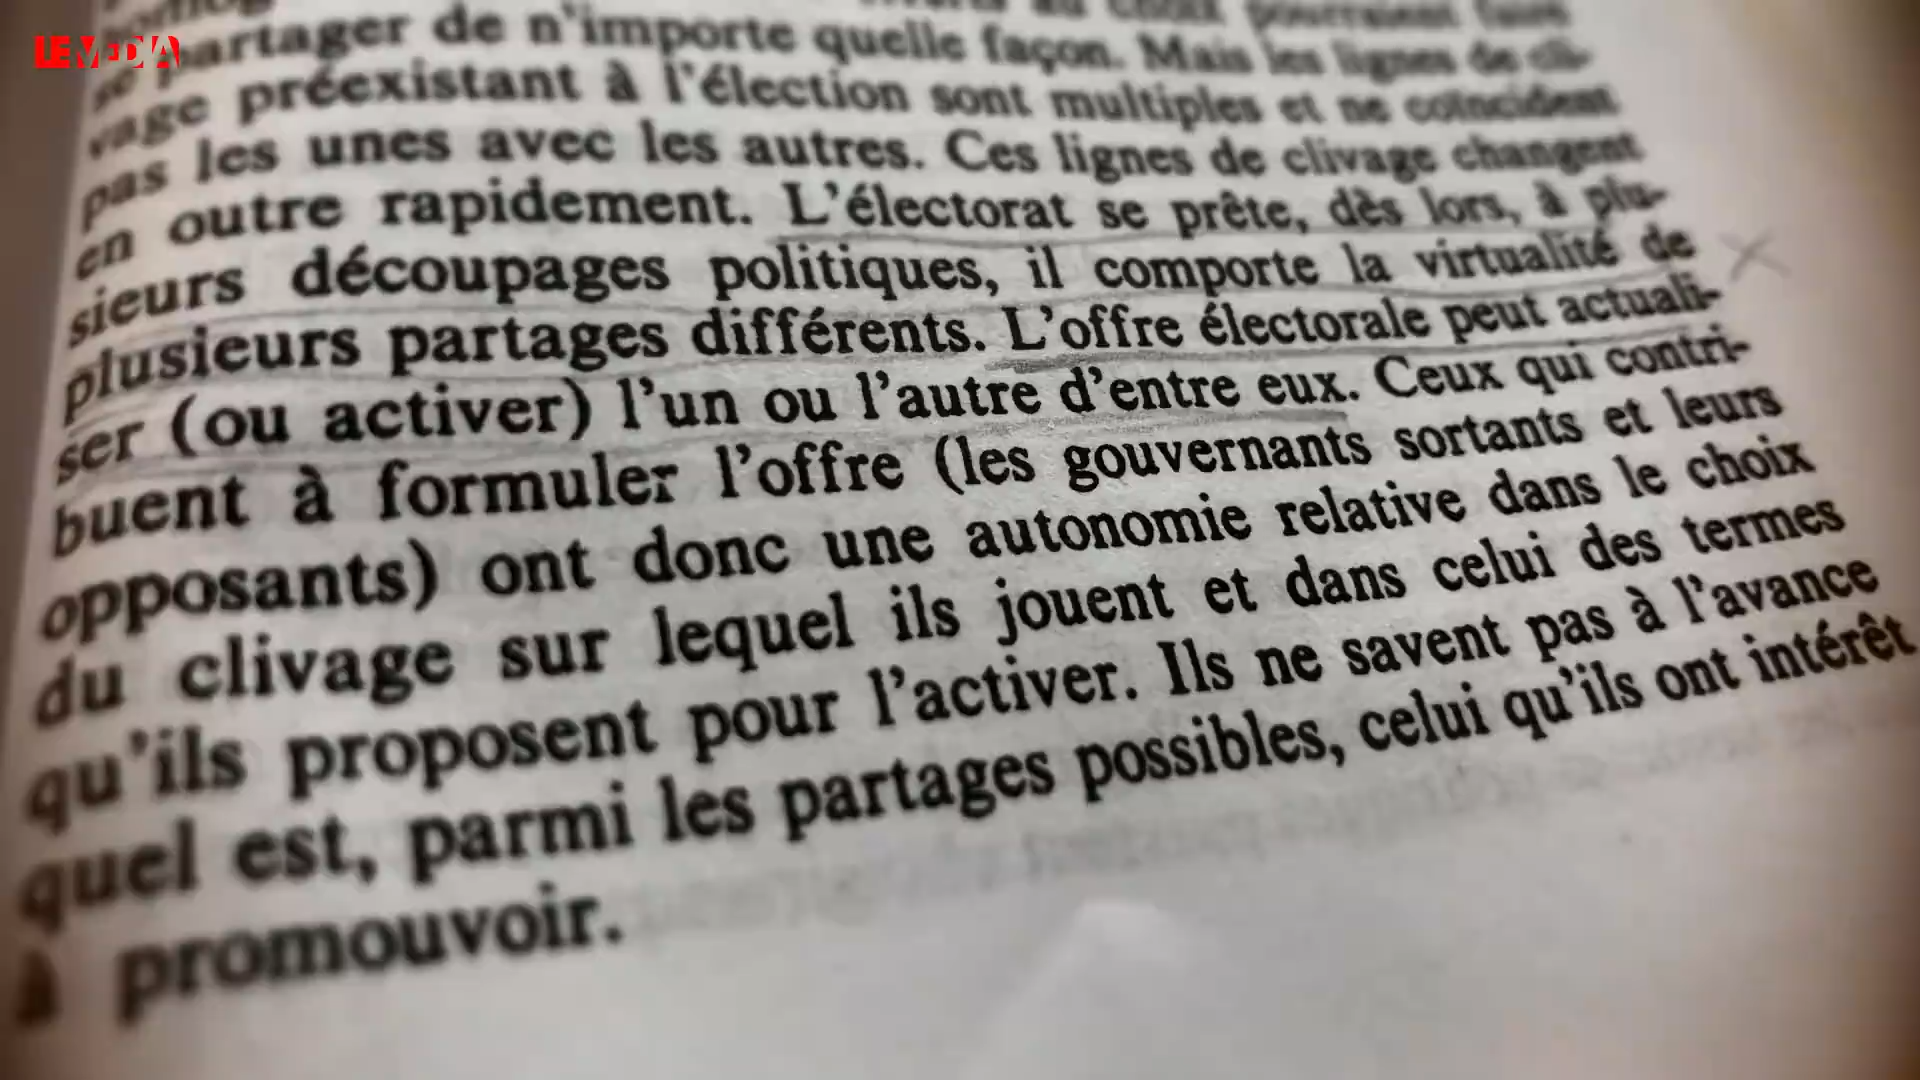 LEMEDIA
pourraient faire
se partager de n'importe quelle façon. Mais les lignes de cli-
vage préexistant à l'élection sont multiples et ne coïncident
pas les unes avec les autres. Ces lignes de clivage changent
en outre rapidement. L'électorat se prête, dès lors, à plu-
sieurs découpages politiques, il comporte la virtualité de
plusieurs partages différents. L'offre électorale peut actuali-
ser (ou activer) l'un ou l'autre d'entre eux. Ceux qui contri-
buent à formuler l'offre (les gouvernants sortants et leurs
opposants) ont donc une autonomie relative dans le choix
du clivage sur lequel ils jouent et dans celui des termes
qu'ils proposent pour l'activer. Ils ne savent pas à l'avance
quel est, parmi les partages possibles, celui qu'ils ont intérêt
à promouvoir.